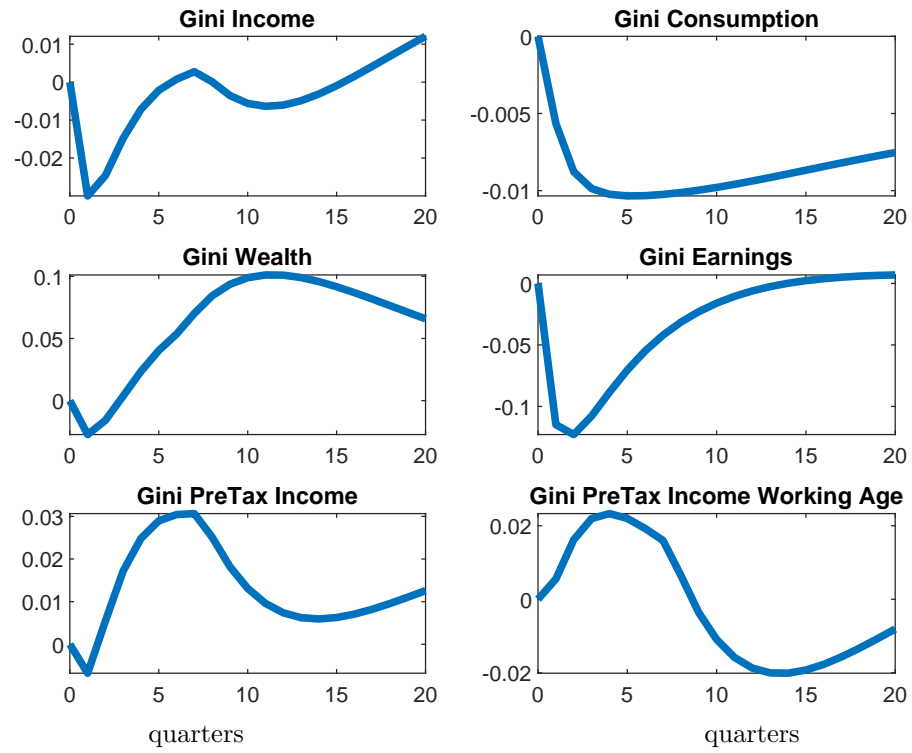 Gini Income
0.01
0
-0.01
-0.02
0 5 10 15 20
Gini Consumption
0
-0.005
-0.01
0 5 10 15 20
Gini Wealth
0.1
0.05
0
0 5 10 15 20
Gini Earnings
0
-0.05
-0.1
0 5 10 15 20
Gini PreTax Income
0.03
0.02
0.01
0
0 5 10 15 20
quarters
Gini PreTax Income Working Age
0.02
0
-0.02
0 5 10 15 20
quarters